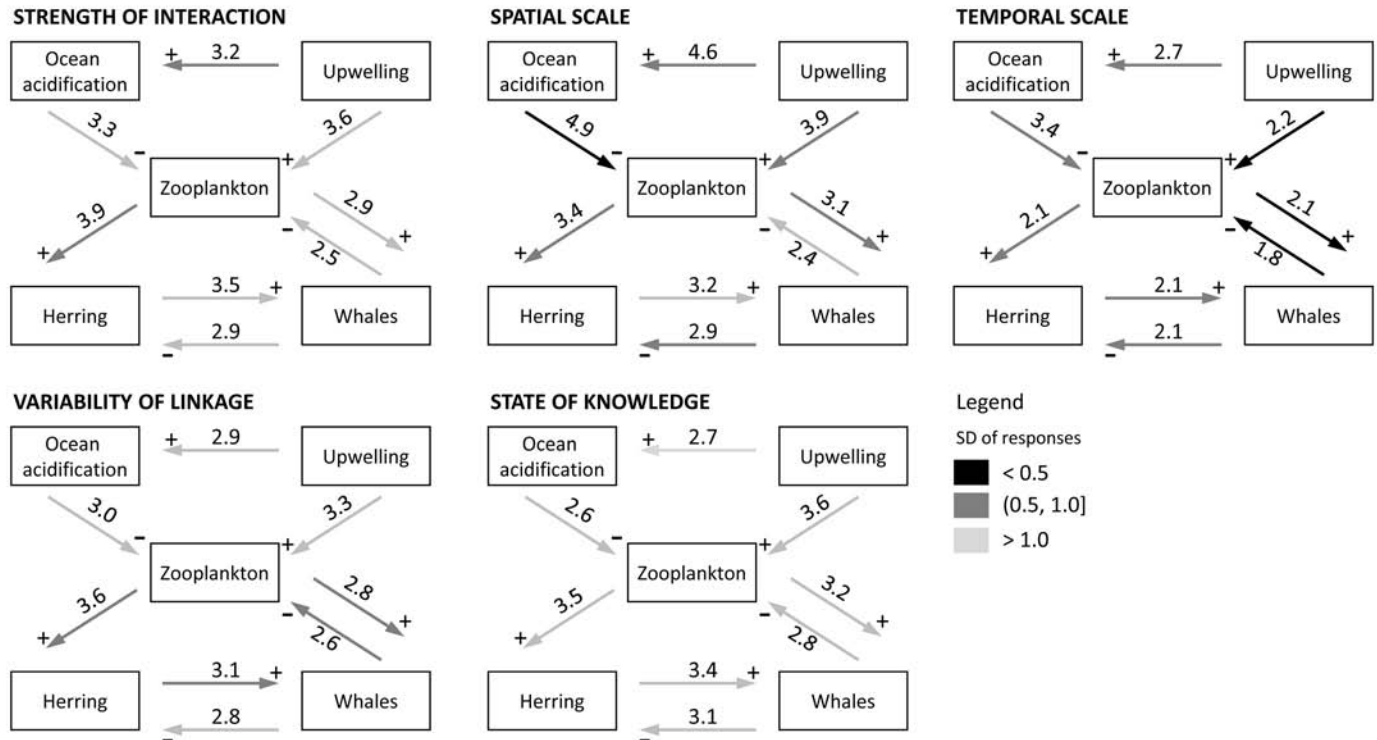 STRENGTH OF INTERACTION
Ocean
acidification
+
3.2
Upwelling
3.3
-
3.6
+
Zooplankton
3.9
+
2.9
+
-
2.5
Herring
3.5
+
2.9
-
Whales
SPATIAL SCALE
Ocean
acidification
+
4.6
Upwelling
4.9
-
3.9
+
Zooplankton
3.4
+
3.1
+
-
2.4
Herring
3.2
+
2.9
-
Whales
TEMPORAL SCALE
Ocean
acidification
+
2.7
Upwelling
3.4
-
2.2
+
Zooplankton
2.1
+
2.1
+
-
1.8
Herring
2.1
+
2.1
-
Whales
VARIABILITY OF LINKAGE
Ocean
acidification
+
2.9
Upwelling
3.0
-
3.3
+
Zooplankton
3.6
+
2.8
+
-
2.6
Herring
3.1
+
2.8
-
Whales
STATE OF KNOWLEDGE
Ocean
acidification
+
2.7
Upwelling
2.6
-
3.6
+
Zooplankton
3.5
+
3.2
+
-
2.8
Herring
3.4
+
3.1
-
Whales
Legend
SD of responses
< 0.5
(0.5, 1.0]
> 1.0